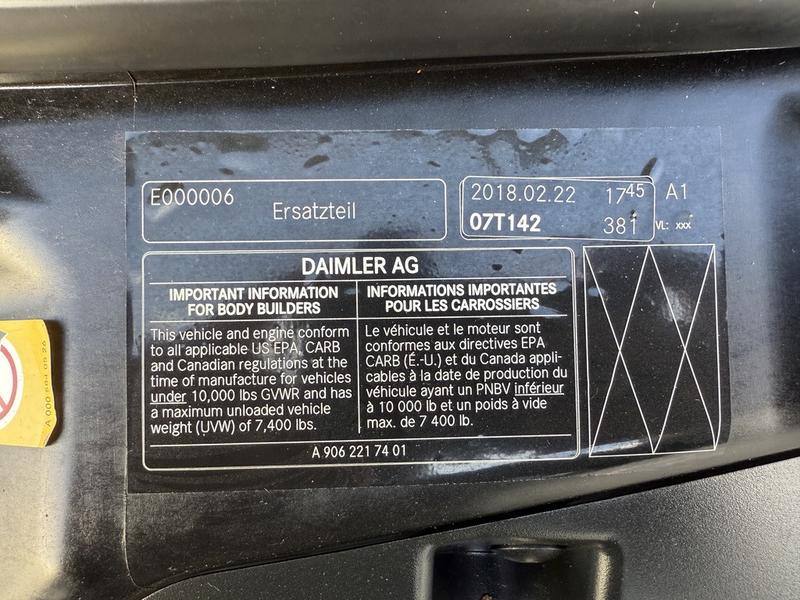 E000006
Ersatzteil
2018.02.22 1745 A1
07T142 381 VL: xxx
DAIMLER AG
IMPORTANT INFORMATION
FOR BODY BUILDERS
This vehicle and engine conform
to all applicable US EPA, CARB
and Canadian regulations at the
time of manufacture for vehicles
under 10,000 lbs GVWR and has
a maximum unloaded vehicle
weight (UVW) of 7,400 lbs.
INFORMATIONS IMPORTANTES
POUR LES CARROSSIERS
Le véhicule et le moteur sont
conformes aux directives EPA
CARB (É.-U.) et du Canada appli-
cables à la date de production du
véhicule áyant un PNBV inférieur
à 10 000 lb et un poids à vide
max. de 7 400 lb.
A 906 221 74 01